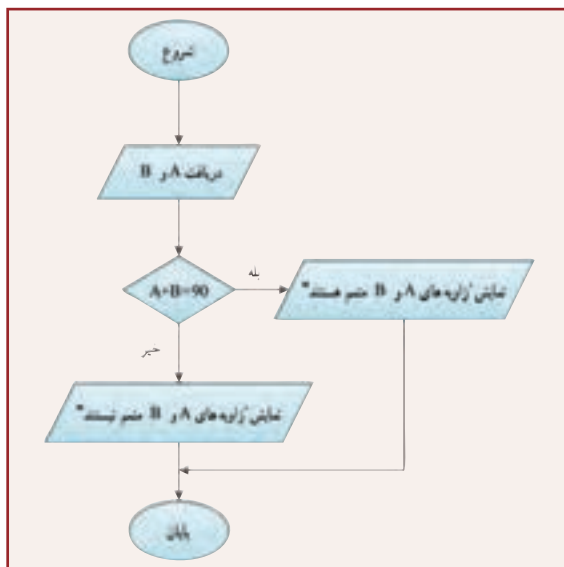 شروع
دریافت A و B
A+B=90
بله
نمایش "زاویه های A و B متمم هستند"
خیر
نمایش "زاویه های A و B متمم نیستند"
پایان